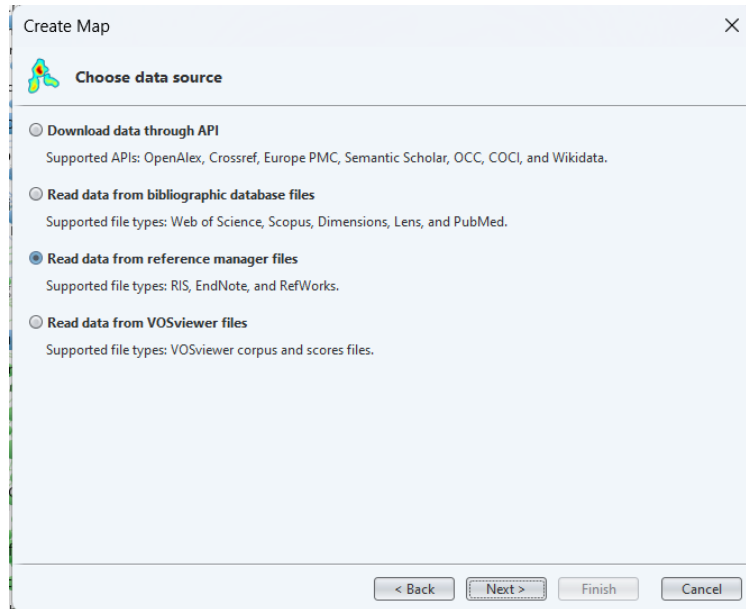 Create Map
Choose data source
Download data through API
Supported APIs: OpenAlex, Crossref, Europe PMC, Semantic Scholar, OCC, COCI, and Wikidata.
Read data from bibliographic database files
Supported file types: Web of Science, Scopus, Dimensions, Lens, and PubMed.
Read data from reference manager files
Supported file types: RIS, EndNote, and RefWorks.
Read data from VOSviewer files
Supported file types: VOSviewer corpus and scores files.
< Back Next > Finish Cancel